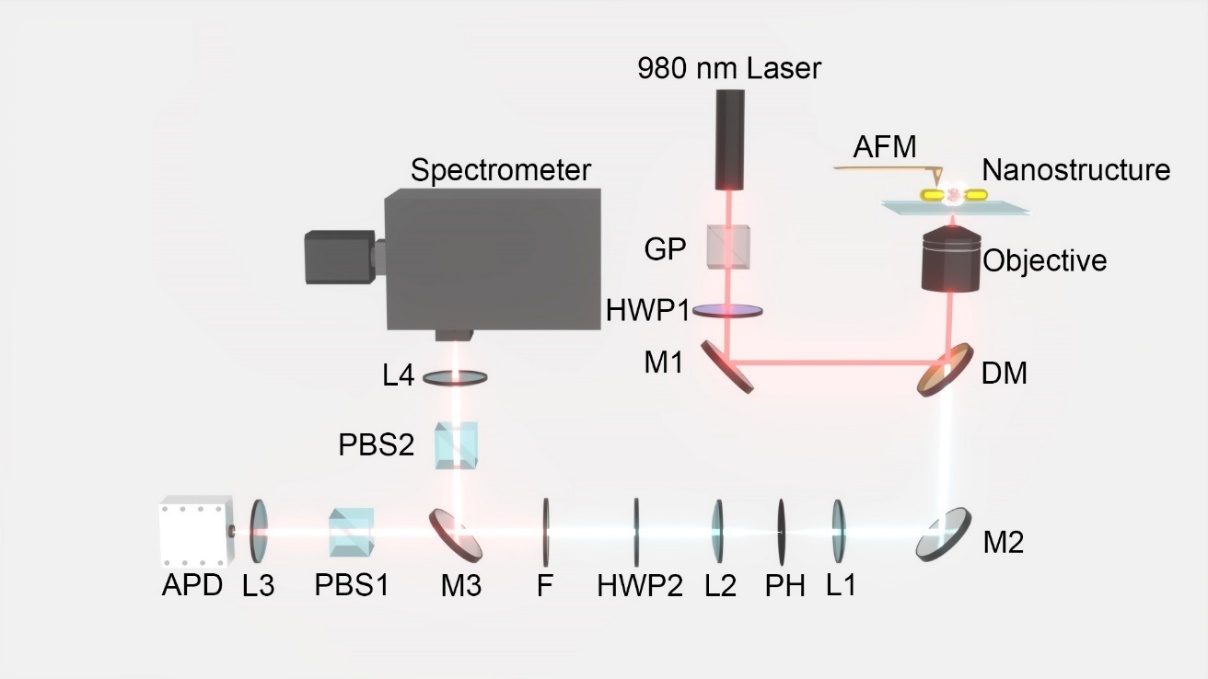 980 nm Laser
AFM
Spectrometer
Nanostructure
GP
Objective
HWP1
M1
L4
DM
PBS2
M2
APD
L3
PBS1
M3
F
HWP2
L2
PH
L1